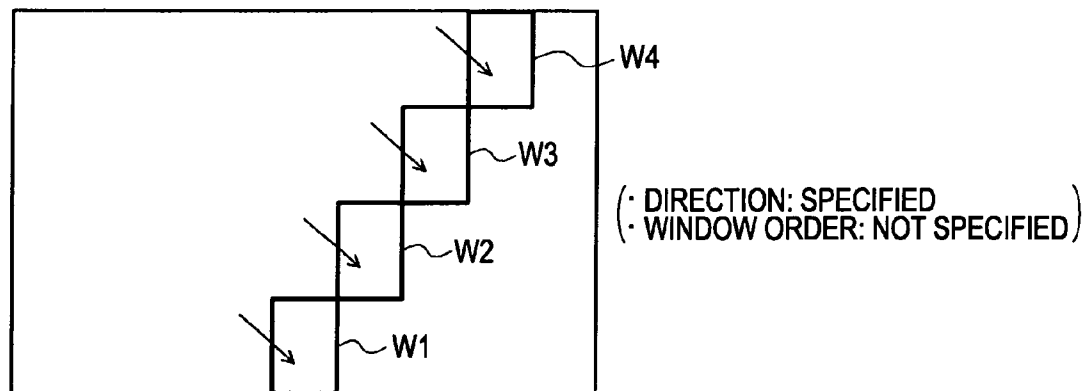 W4
W3
· DIRECTION: SPECIFIED
· WINDOW ORDER: NOT SPECIFIED
W2
W1